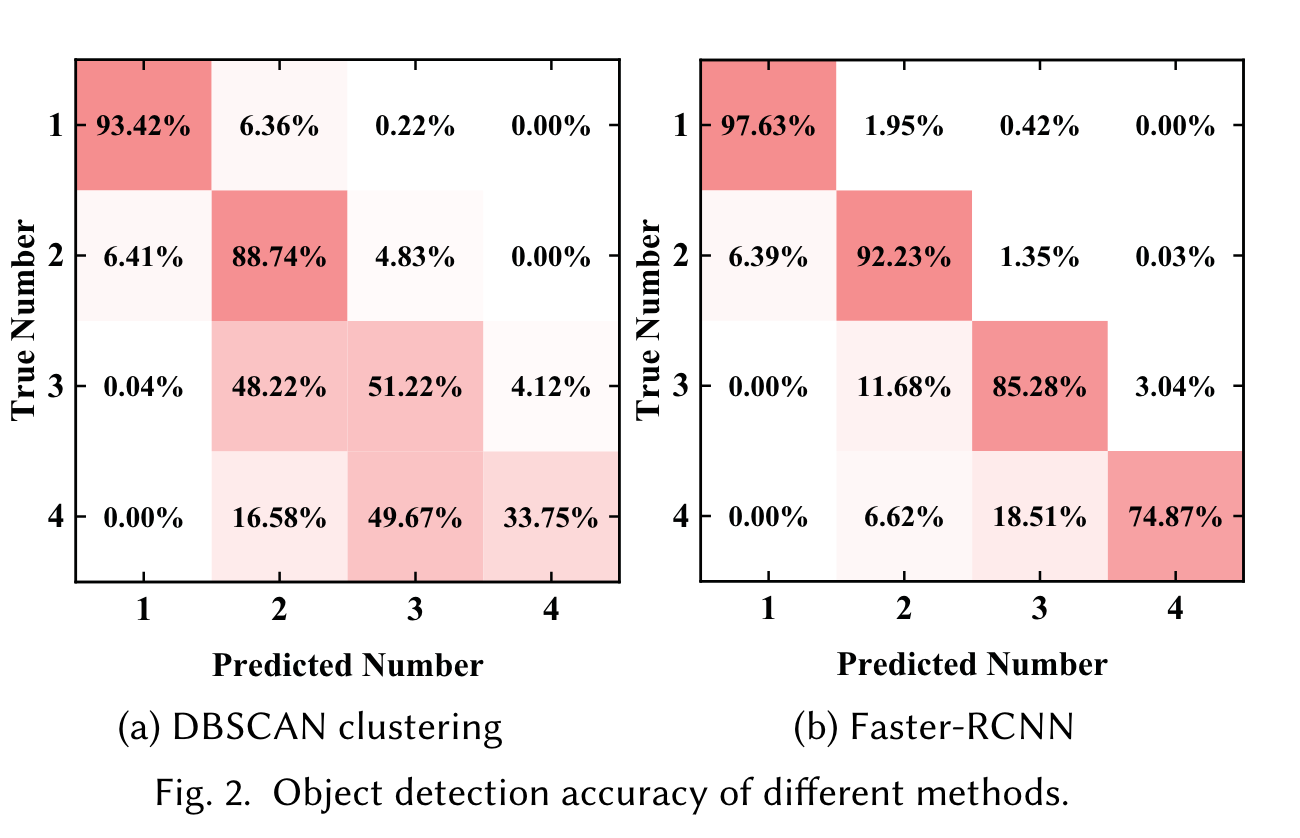 1 93.42% 6.36% 0.22% 0.00%
2 6.41% 88.74% 4.83% 0.00%
3 0.04% 48.22% 51.22% 4.12%
4 0.00% 16.58% 49.67% 33.75%
1 2 3 4
True Number
Predicted Number
(a) DBSCAN clustering
1 97.63% 1.95% 0.42% 0.00%
2 6.39% 92.23% 1.35% 0.03%
3 0.00% 11.68% 85.28% 3.04%
4 0.00% 6.62% 18.51% 74.87%
1 2 3 4
True Number
Predicted Number
(b) Faster-RCNN
Fig. 2. Object detection accuracy of different methods.